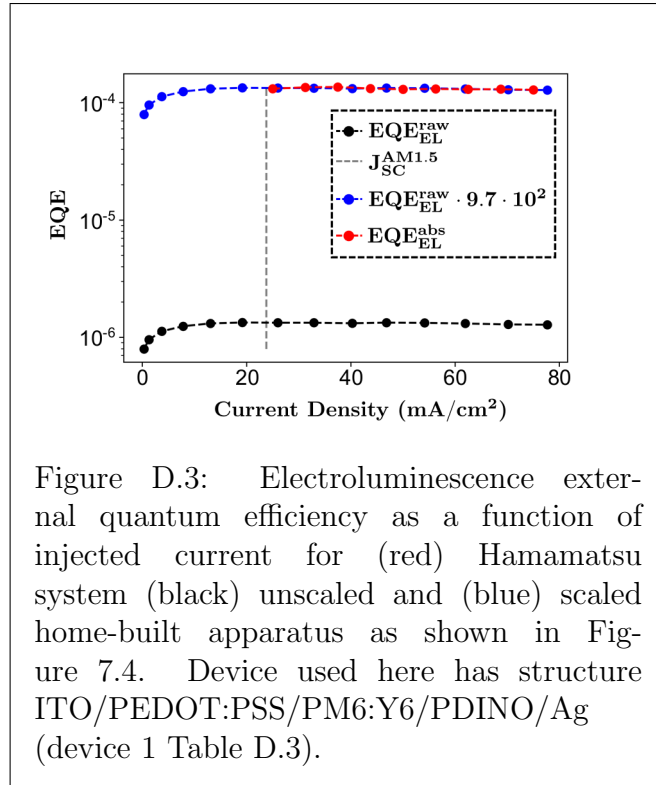 10⁻⁴
10⁻⁵
10⁻⁶
EQE
EQE_EL^raw
J_SC^AM1.5
EQE_EL^raw · 9.7 · 10²
EQE_EL^abs
0 20 40 60 80
Current Density (mA/cm²)
Figure D.3: Electroluminescence exter-
nal quantum efficiency as a function of
injected current for (red) Hamamatsu
system (black) unscaled and (blue) scaled
home-built apparatus as shown in Fig-
ure 7.4. Device used here has structure
ITO/PEDOT:PSS/PM6:Y6/PDINO/Ag
(device 1 Table D.3).